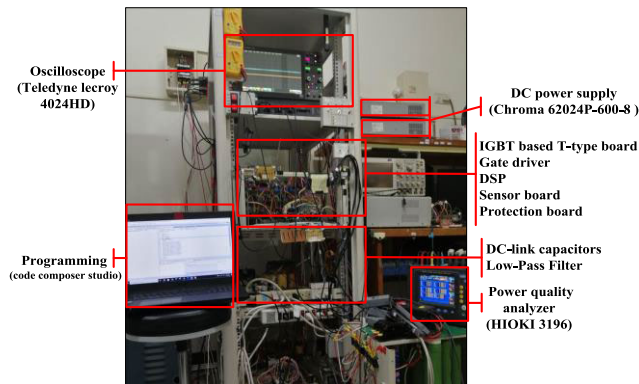 Oscilloscope
(Teledyne lecroy
4024HD)
DC power supply
(Chroma 62024P-600-8 )
IGBT based T-type board
Gate driver
DSP
Sensor board
Protection board
Programming
(code composer studio)
DC-link capacitors
Low-Pass Filter
Power quality
analyzer
(HIOKI 3196)